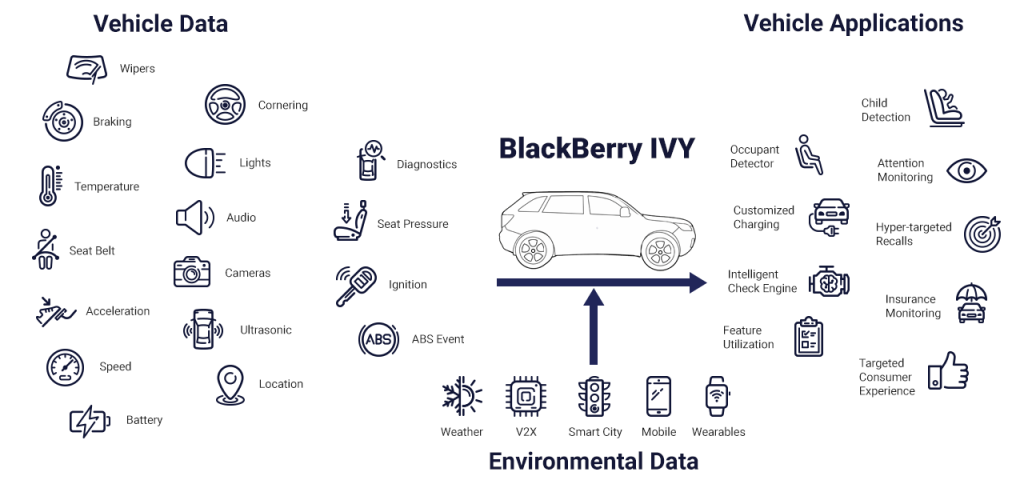 Vehicle Data
Wipers
Braking
Temperature
Seat Belt
Acceleration
Speed
Battery
Cornering
Lights
Audio
Cameras
Ultrasonic
Location
Diagnostics
Seat Pressure
Ignition
ABS
ABS Event
BlackBerry IVY
Weather
V2X
Smart City
Mobile
Wearables
Environmental Data
Vehicle Applications
Occupant
Detector
Customized
Charging
Intelligent
Check Engine
Feature
Utilization
Child
Detection
Attention
Monitoring
Hyper-targeted
Recalls
Insurance
Monitoring
Targeted
Consumer
Experience